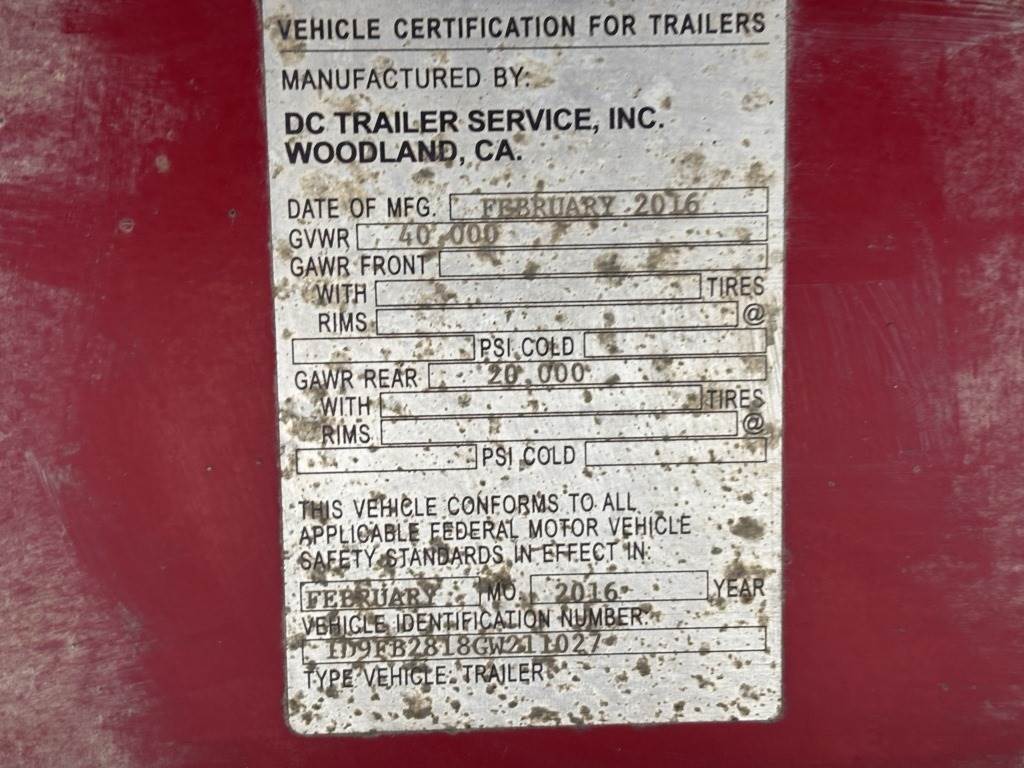 VEHICLE CERTIFICATION FOR TRAILERS
MANUFACTURED BY:
DC TRAILER SERVICE, INC.
WOODLAND, CA.
DATE OF MFG. FEBRUARY 2016
GVWR 40,000
GAWR FRONT
WITH TIRES
RIMS @
PSI COLD
GAWR REAR 20,000
WITH TIRES
RIMS @
PSI COLD
THIS VEHICLE CONFORMS TO ALL
APPLICABLE FEDERAL MOTOR VEHICLE
SAFETY STANDARDS IN EFFECT IN:
FEBRUARY MO. 2016 YEAR
VEHICLE IDENTIFICATION NUMBER:
1D9FB2818GW211027
TYPE VEHICLE: TRAILER